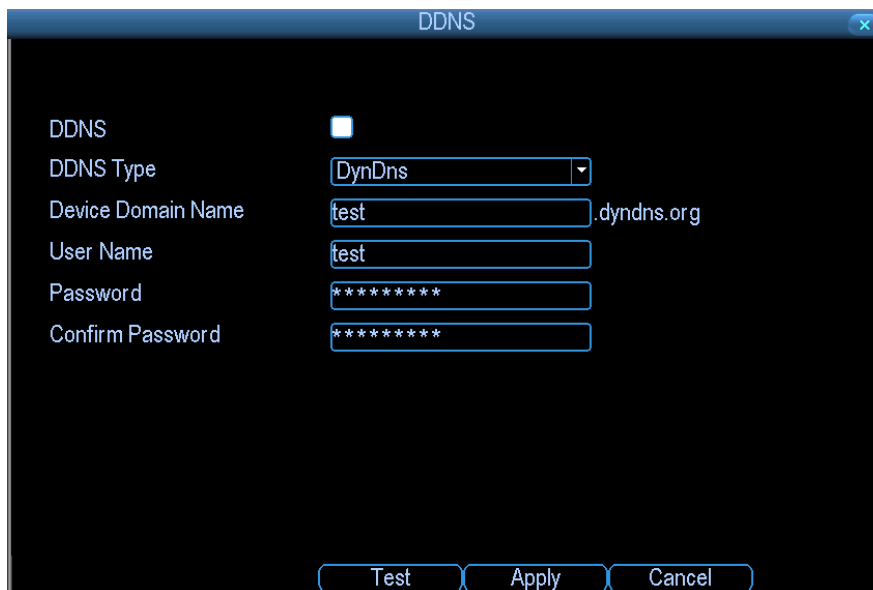 DDNS
DDNS
DDNS Type DynDns
Device Domain Name test .dyndns.org
User Name test
Password *********
Confirm Password *********
Test Apply Cancel